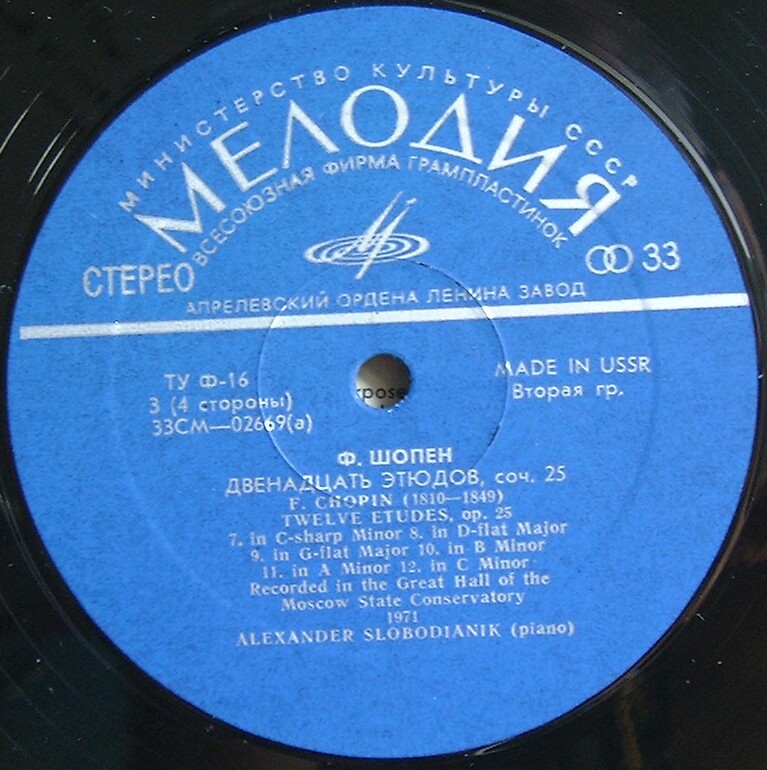 МИНИСТЕРСТВО КУЛЬТУРЫ СССР
МЕЛОДИЯ
ВСЕСОЮЗНАЯ ФИРМА ГРАМПЛАСТИНОК
СТЕРЕО
33
АПРЕЛЕВСКИЙ ОРДЕНА ЛЕНИНА ЗАВОД
ТУ Ф-16
3 (4 стороны)
33СМ—02669(а)
MADE IN USSR
Вторая гр.
Ф. ШОПЕН
ДВЕНАДЦАТЬ ЭТЮДОВ, соч. 25
F. CHOPIN (1810—1849)
TWELVE ETUDES, op. 25
7. in C-sharp Minor 8. in D-flat Major
9. in G-flat Major 10. in B Minor
11. in A Minor 12. in C Minor
Recorded in the Great Hall of the
Moscow State Conservatory
1971
ALEXANDER SLOBODIANIK (piano)